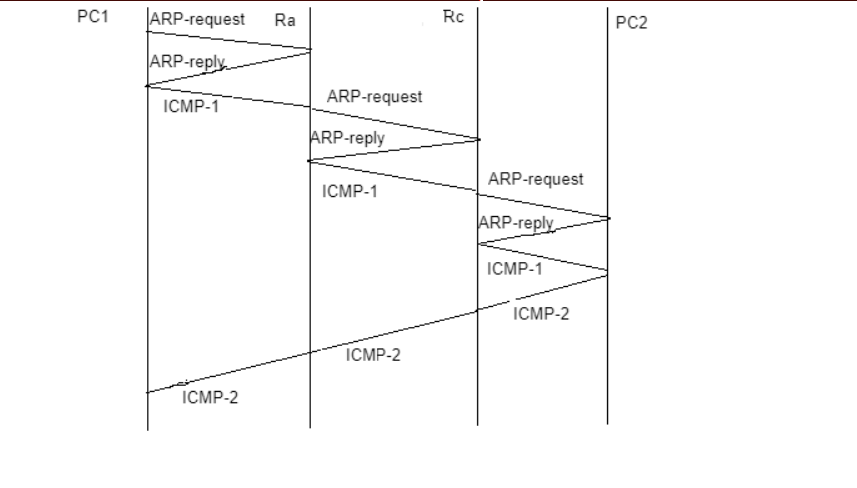 PC1
ARP-request
Ra
Rc
PC2
ARP-reply
ICMP-1
ARP-request
ARP-reply
ICMP-1
ARP-request
ARP-reply
ICMP-1
ICMP-2
ICMP-2
ICMP-2